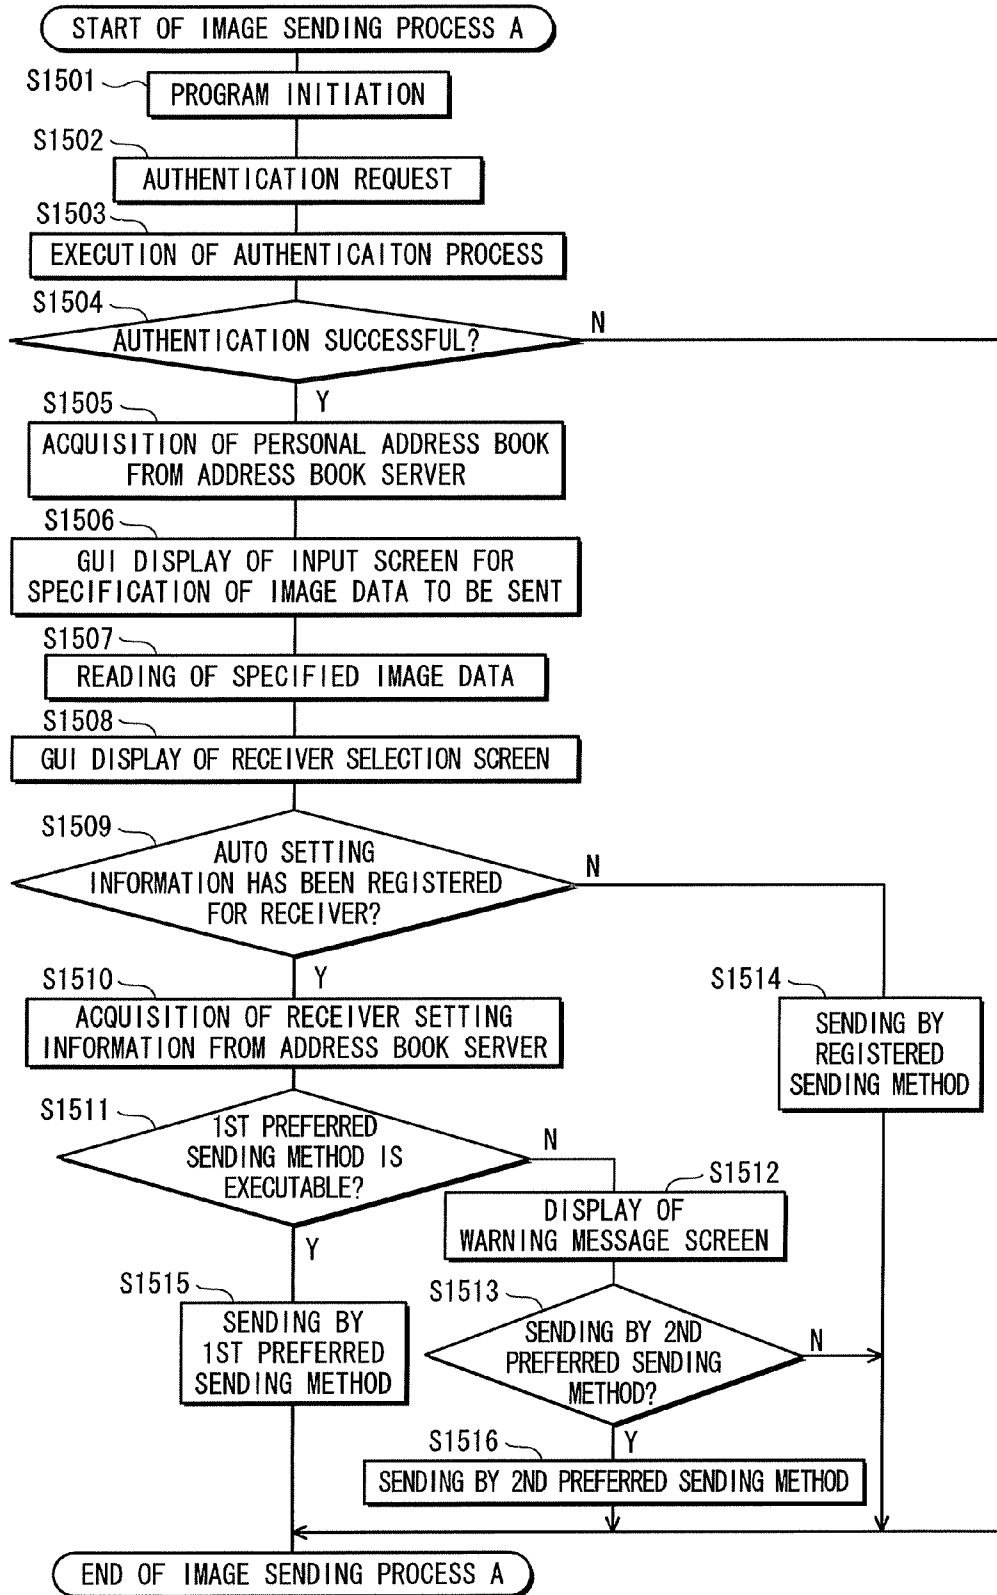 START OF IMAGE SENDING PROCESS A
S1501
PROGRAM INITIATION
S1502
AUTHENTICATION REQUEST
S1503
EXECUTION OF AUTHENTICAITON PROCESS
S1504
AUTHENTICATION SUCCESSFUL?
N
Y
S1505
ACQUISITION OF PERSONAL ADDRESS BOOK
FROM ADDRESS BOOK SERVER
S1506
GUI DISPLAY OF INPUT SCREEN FOR
SPECIFICATION OF IMAGE DATA TO BE SENT
S1507
READING OF SPECIFIED IMAGE DATA
S1508
GUI DISPLAY OF RECEIVER SELECTION SCREEN
S1509
AUTO SETTING
INFORMATION HAS BEEN REGISTERED
FOR RECEIVER?
N
Y
S1510
ACQUISITION OF RECEIVER SETTING
INFORMATION FROM ADDRESS BOOK SERVER
S1514
SENDING BY
REGISTERED
SENDING METHOD
S1511
1ST PREFERRED
SENDING METHOD IS
EXECUTABLE?
N
Y
S1512
DISPLAY OF
WARNING MESSAGE SCREEN
S1515
SENDING BY
1ST PREFERRED
SENDING METHOD
S1513
SENDING BY 2ND
PREFERRED SENDING
METHOD?
N
Y
S1516
SENDING BY 2ND PREFERRED SENDING METHOD
END OF IMAGE SENDING PROCESS A